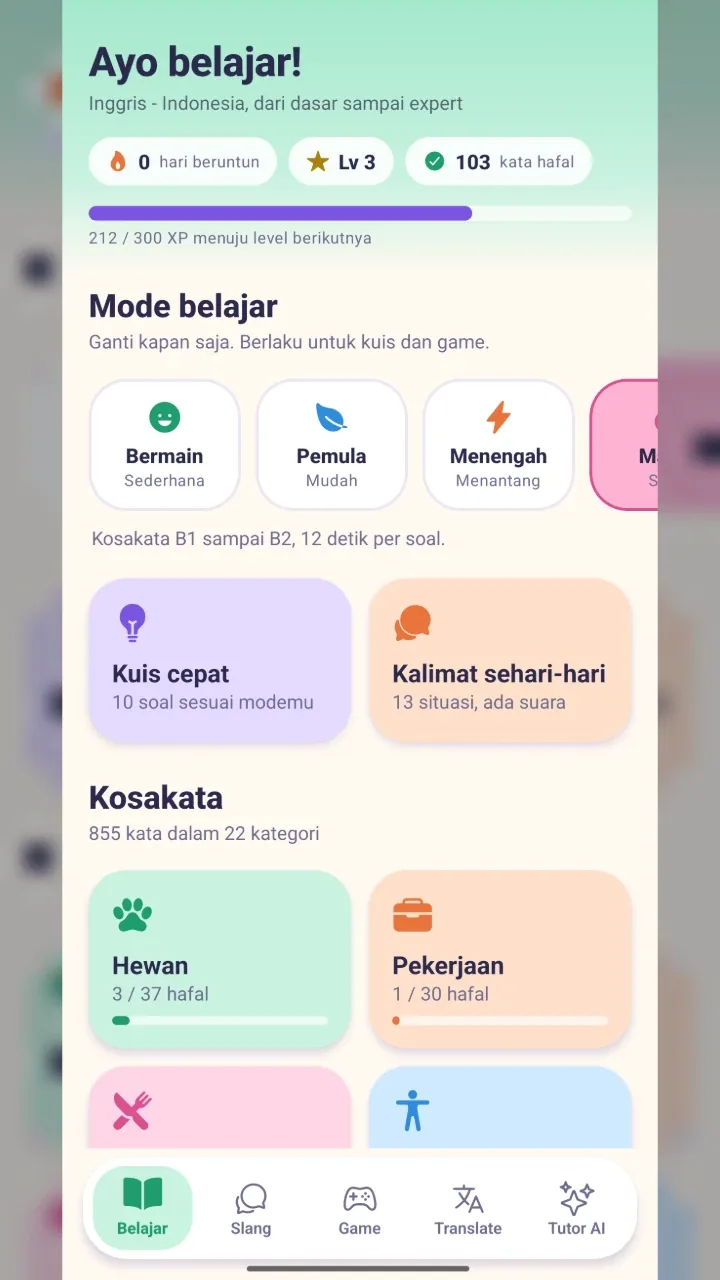 Ayo belajar!
Inggris - Indonesia, dari dasar sampai expert
0 hari beruntun
Lv 3
103 kata hafal
212 / 300 XP menuju level berikutnya
Mode belajar
Ganti kapan saja. Berlaku untuk kuis dan game.
Bermain
Sederhana
Pemula
Mudah
Menengah
Menantang
Kosakata B1 sampai B2, 12 detik per soal.
Kuis cepat
10 soal sesuai modemu
Kalimat sehari-hari
13 situasi, ada suara
Kosakata
855 kata dalam 22 kategori
Hewan
3 / 37 hafal
Pekerjaan
1 / 30 hafal
Belajar
Slang
Game
Translate
Tutor AI